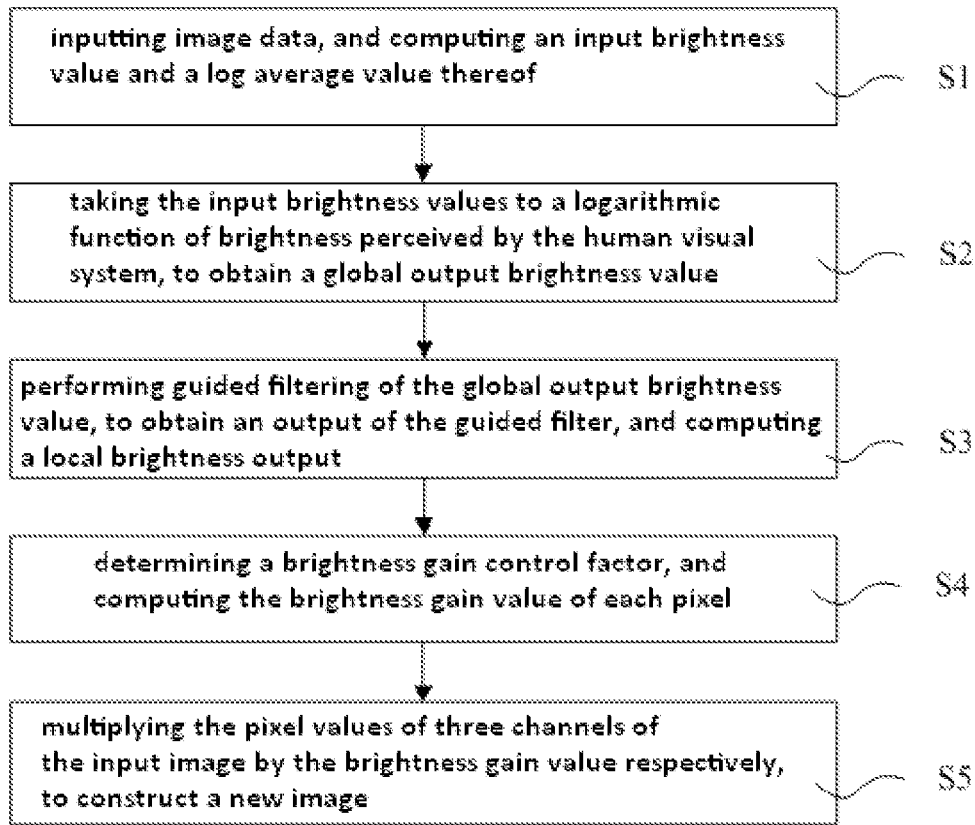 inputting image data, and computing an input brightness
value and a log average value thereof
S1
taking the input brightness values to a logarithmic
function of brightness perceived by the human visual
system, to obtain a global output brightness value
S2
performing guided filtering of the global output brightness
value, to obtain an output of the guided filter, and computing
a local brightness output
S3
determining a brightness gain control factor, and
computing the brightness gain value of each pixel
S4
multiplying the pixel values of three channels of
the input image by the brightness gain value respectively,
to construct a new image
S5